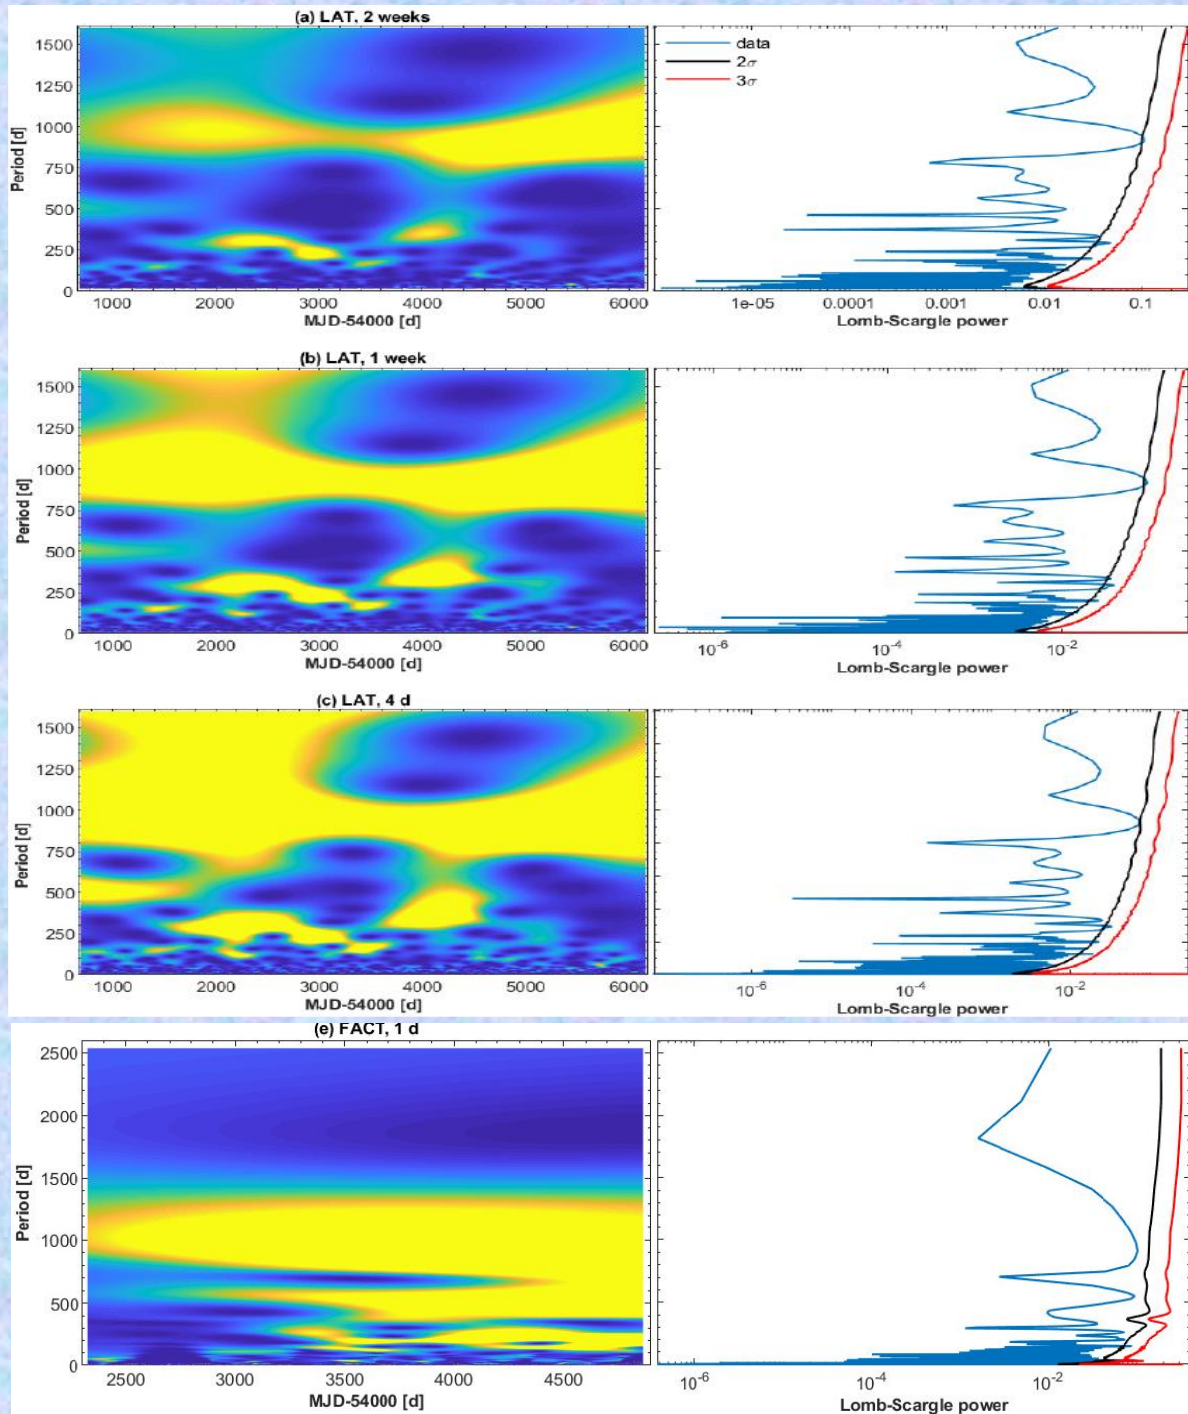 (a) LAT, 2 weeks
Period [d]
1500
1250
1000
750
500
250
0
1000 2000 3000 4000 5000 6000
MJD-54000 [d]
data
2σ
3σ
1e-05 0.0001 0.001 0.01 0.1
Lomb-Scargle power
(b) LAT, 1 week
Period [d]
1500
1250
1000
750
500
250
0
1000 2000 3000 4000 5000 6000
MJD-54000 [d]
10⁻⁶ 10⁻⁴ 10⁻²
Lomb-Scargle power
(c) LAT, 4 d
Period [d]
1500
1250
1000
750
500
250
0
1000 2000 3000 4000 5000 6000
MJD-54000 [d]
10⁻⁶ 10⁻⁴ 10⁻²
Lomb-Scargle power
(e) FACT, 1 d
Period [d]
2500
2000
1500
1000
500
0
2500 3000 3500 4000 4500
MJD-54000 [d]
10⁻⁶ 10⁻⁴ 10⁻²
Lomb-Scargle power